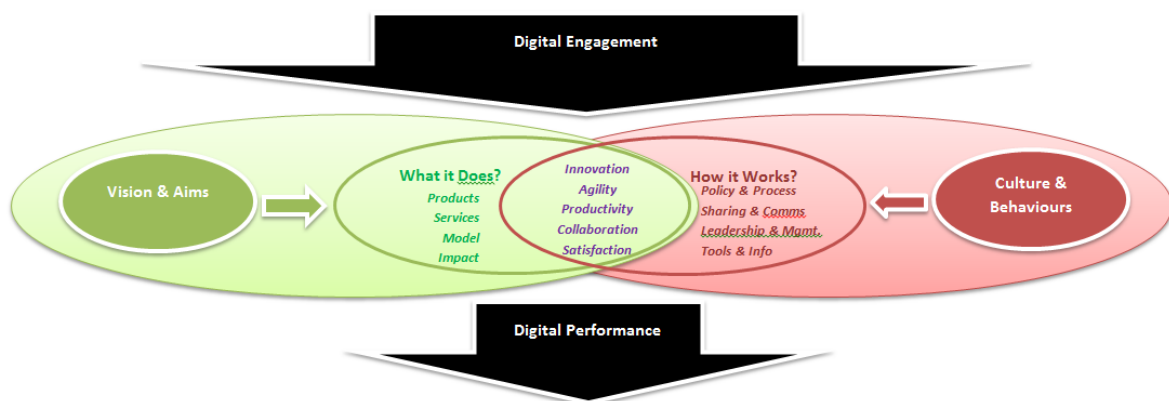 Digital Engagement
Vision & Aims
What it Does?
Products
Services
Model
Impact
Innovation
Agility
Productivity
Collaboration
Satisfaction
How it Works?
Policy & Process
Sharing & Comms
Leadership & Mgmt.
Tools & Info
Culture &
Behaviours
Digital Performance